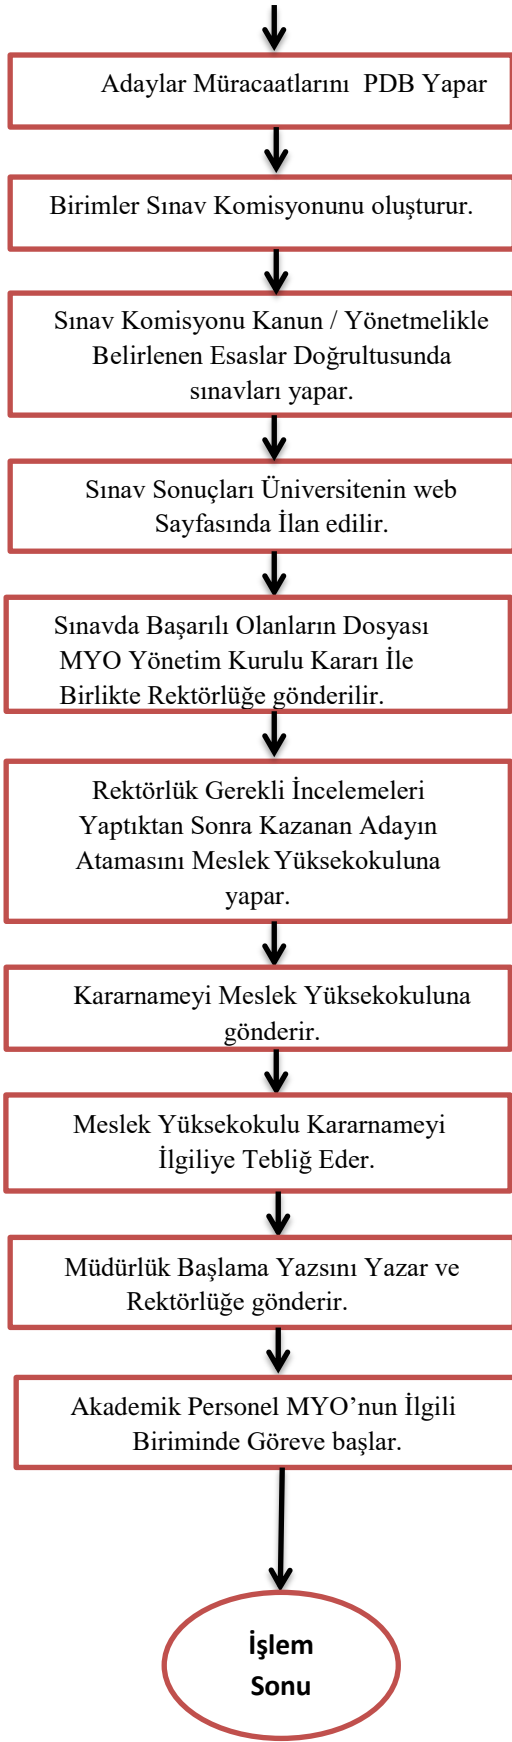 Adaylar Müracaatlarını PDB Yapar
Birimler Sınav Komisyonunu oluşturur.
Sınav Komisyonu Kanun / Yönetmelikle
Belirlenen Esaslar Doğrultusunda
sınavları yapar.
Sınav Sonuçları Üniversitenin web
Sayfasında İlan edilir.
Sınavda Başarılı Olanların Dosyası
MYO Yönetim Kurulu Kararı İle
Birlikte Rektörlüğe gönderilir.
Rektörlük Gerekli İncelemeleri
Yaptıktan Sonra Kazanan Adayın
Atamasını Meslek Yüksekokuluna
yapar.
Kararnameyi Meslek Yüksekokuluna
gönderir.
Meslek Yüksekokulu Kararnameyi
İlgiliye Tebliğ Eder.
Müdürlük Başlama Yazsını Yazar ve
Rektörlüğe gönderir.
Akademik Personel MYO’nun İlgili
Biriminde Göreve başlar.
İşlem
Sonu